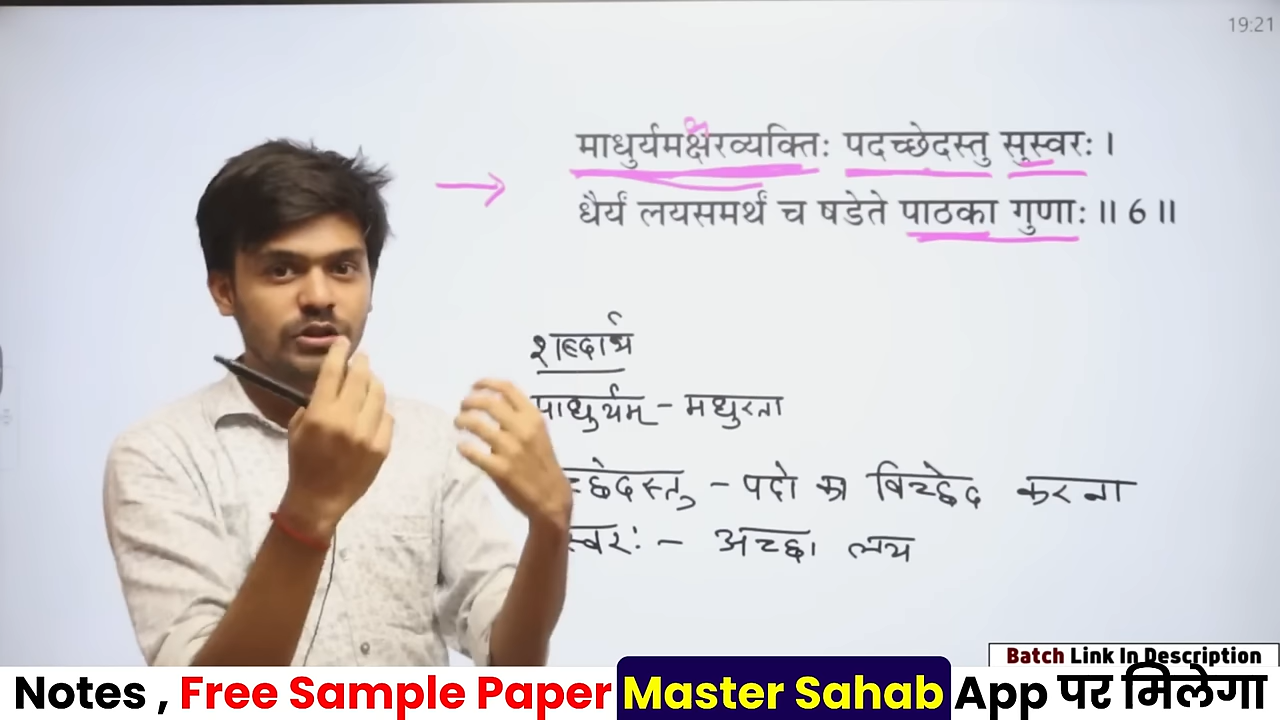 19:21
माधुर्यमक्षरव्यक्तिः पदच्छेदस्तु सुस्वरः ।
धैर्यं लयसमर्थं च षडेते पाठका गुणाः ॥ 6 ॥
शब्दार्थ
माधुर्यम् - मधुरता
च्छेदस्तु - पदो का विच्छेद करना
स्वरः - अच्छा लय
Batch Link In Description
Notes , Free Sample Paper Master Sahab App पर मिलेगा